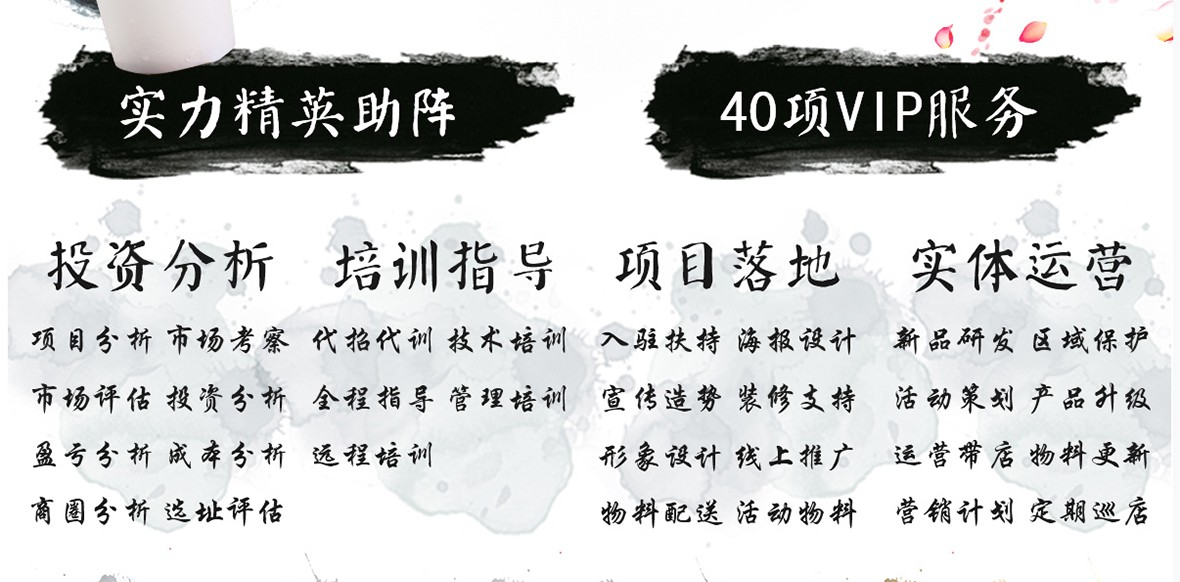 实力精英助阵
40项VIP服务
投资分析
项目分析 市场考察
市场评估 投资分析
盈亏分析 成本分析
商圈分析 选址评估
培训指导
代招代训 技术培训
全程指导 管理培训
远程培训
项目落地
入驻扶持 海报设计
宣传造势 装修支持
形象设计 线上推广
物料配送 活动物料
实体运营
新品研发 区域保护
活动策划 产品升级
运营带店 物料更新
营销计划 定期巡店